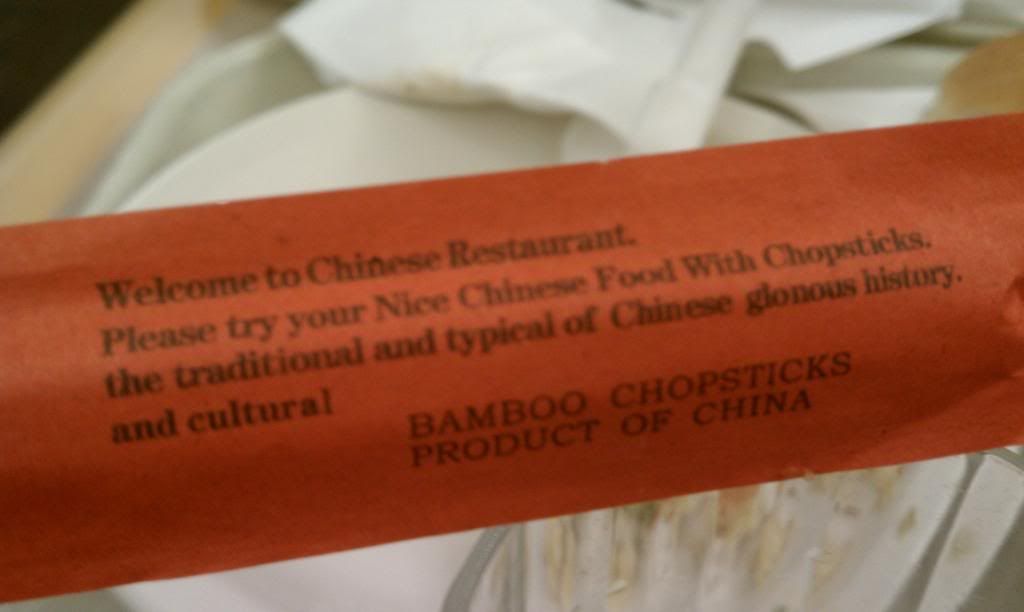 Welcome to Chinese Restaurant.
Please try your Nice Chinese Food With Chopsticks.
the traditional and typical of Chinese glonous history.
and cultural
BAMBOO CHOPSTICKS
PRODUCT OF CHINA